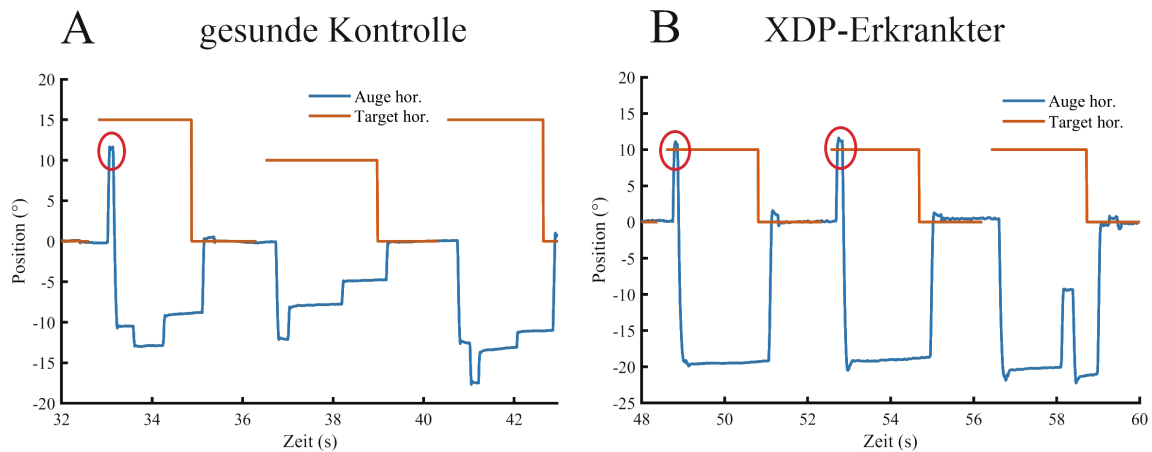 A
gesunde Kontrolle
20
15
10
5
0
-5
-10
-15
-20
32
34
36
38
40
42
Position (°)
Zeit (s)
Auge hor.
Target hor.
B
XDP-Erkrankter
20
15
10
5
0
-5
-10
-15
-20
-25
48
50
52
54
56
58
60
Position (°)
Zeit (s)
Auge hor.
Target hor.